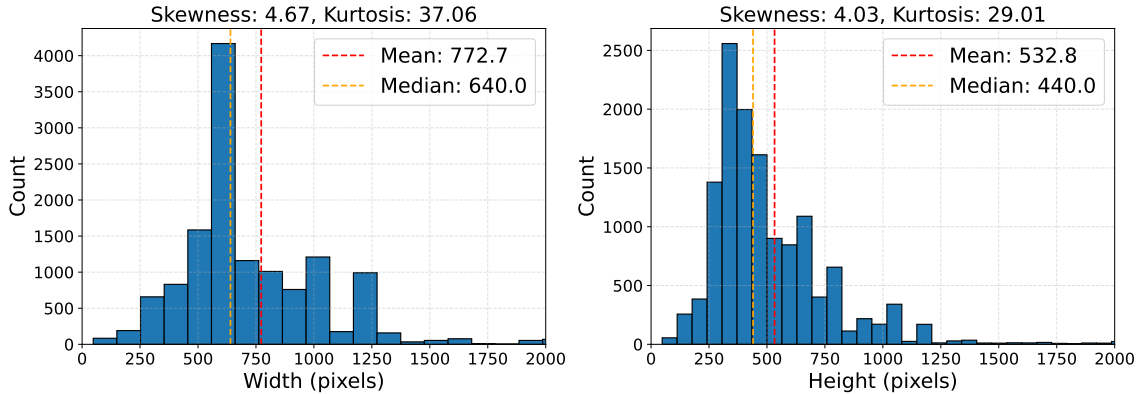 Skewness: 4.67, Kurtosis: 37.06
Mean: 772.7
Median: 640.0
Count
4000
3500
3000
2500
2000
1500
1000
500
0
0 250 500 750 1000 1250 1500 1750 2000
Width (pixels)
Skewness: 4.03, Kurtosis: 29.01
Mean: 532.8
Median: 440.0
Count
2500
2000
1500
1000
500
0
0 250 500 750 1000 1250 1500 1750 2000
Height (pixels)